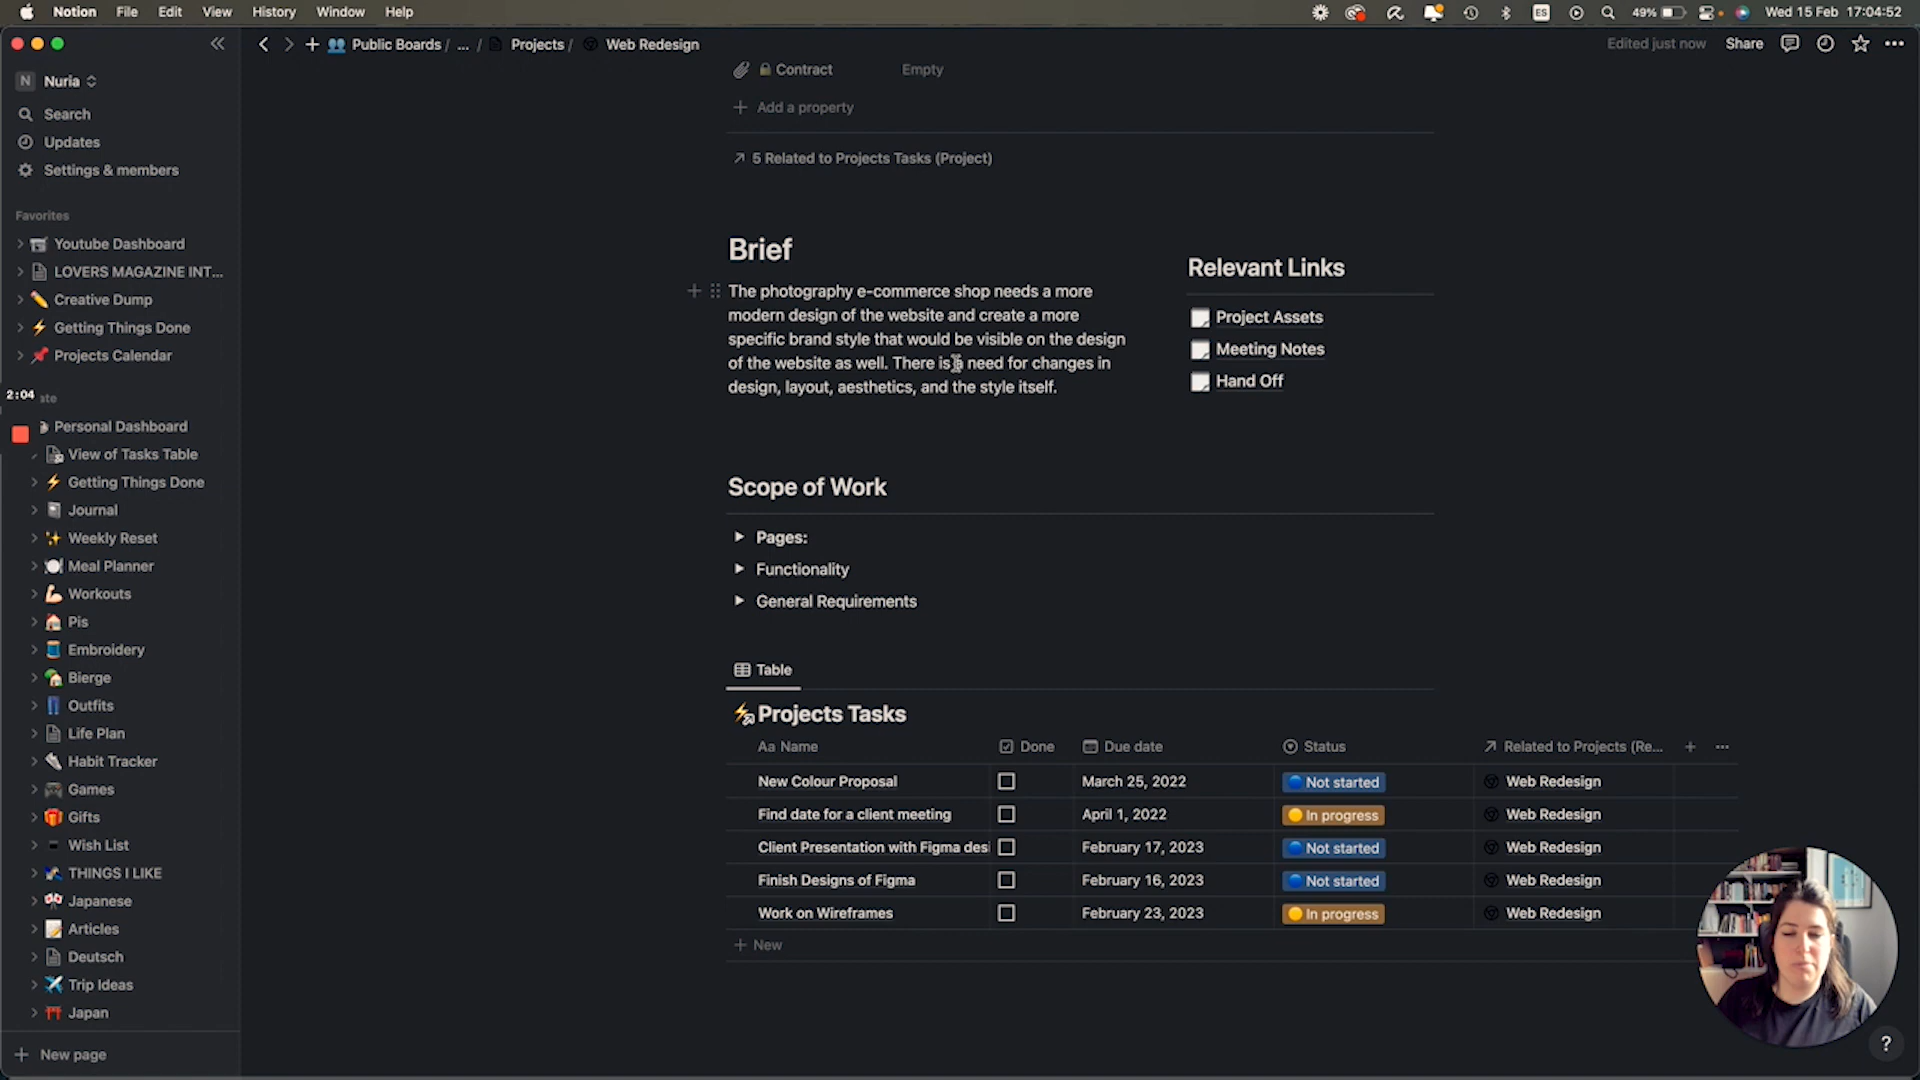 Notion File Edit View History Window Help
ES 49% Wed 15 Feb 17:04:52
Public Boards / ... / Projects / Web Redesign
Edited just now Share
N Nuria
Search
Updates
Settings & members
Favorites
Youtube Dashboard
LOVERS MAGAZINE INT...
Creative Dump
Getting Things Done
Projects Calendar
2:04 ate
Personal Dashboard
View of Tasks Table
Getting Things Done
Journal
Weekly Reset
Meal Planner
Workouts
Pis
Embroidery
Bierge
Outfits
Life Plan
Habit Tracker
Games
Gifts
Wish List
THINGS I LIKE
Japanese
Articles
Deutsch
Trip Ideas
Japan
New page
Contract Empty
Add a property
5 Related to Projects Tasks (Project)
Brief
The photography e-commerce shop needs a more
modern design of the website and create a more
specific brand style that would be visible on the design
of the website as well. There is a need for changes in
design, layout, aesthetics, and the style itself.
Relevant Links
Project Assets
Meeting Notes
Hand Off
Scope of Work
Pages:
Functionality
General Requirements
Table
Projects Tasks
Aa Name Done Due date Status Related to Projects (Re...
New Colour Proposal March 25, 2022 Not started Web Redesign
Find date for a client meeting April 1, 2022 In progress Web Redesign
Client Presentation with Figma desi February 17, 2023 Not started Web Redesign
Finish Designs of Figma February 16, 2023 Not started Web Redesign
Work on Wireframes February 23, 2023 In progress Web Redesign
New
?